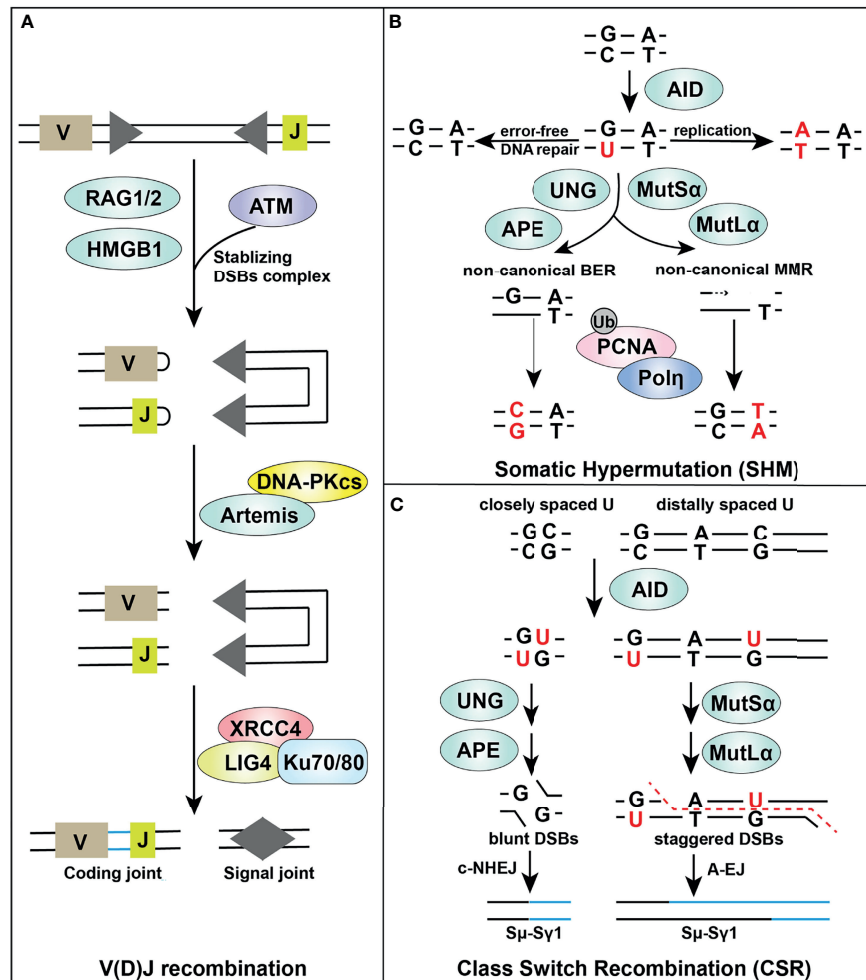 A
V
J
RAG1/2
HMGB1
ATM
Stablizing
DSBs complex
V
J
DNA-PKcs
Artemis
V
J
XRCC4
LIG4
Ku70/80
V
J
Coding joint
Signal joint
V(D)J recombination
B
G A
C T
AID
G A
C T
error-free
DNA repair
G A
U T
replication
A A
T T
UNG
MutSα
APE
MutLα
non-canonical BER
non-canonical MMR
G A
T
T
Ub
PCNA
Polη
C A
G T
G T
C A
Somatic Hypermutation (SHM)
C
closely spaced U
distally spaced U
GC
CG
G A C
C T G
AID
GU
UG
G A U
U T G
UNG
MutSα
APE
MutLα
G
G
G A U
U T G
blunt DSBs
staggered DSBs
c-NHEJ
A-EJ
Sμ-Sγ1
Sμ-Sγ1
Class Switch Recombination (CSR)